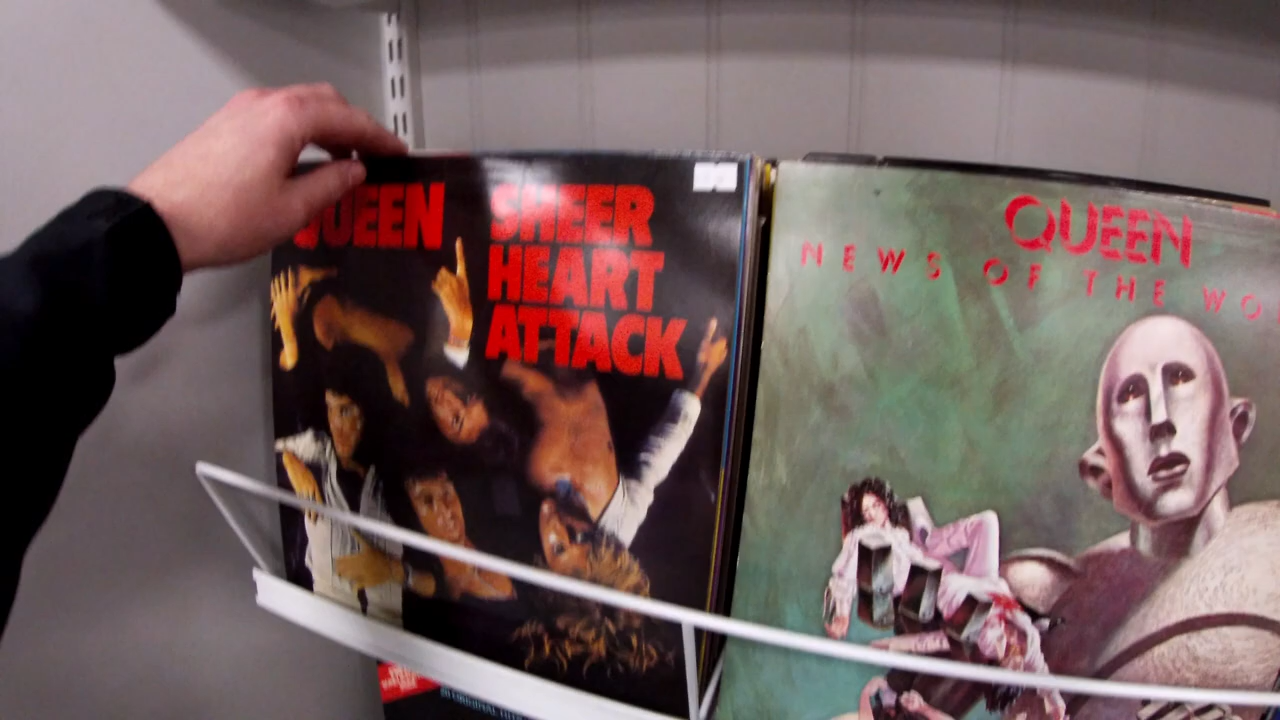 QUEEN
SHEER
HEART
ATTACK
QUEEN
NEWS OF THE WO